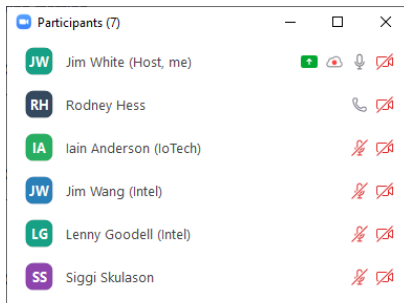 Participants (7)
JW Jim White (Host, me)
RH Rodney Hess
IA Iain Anderson (IoTech)
JW Jim Wang (Intel)
LG Lenny Goodell (Intel)
SS Siggi Skulason